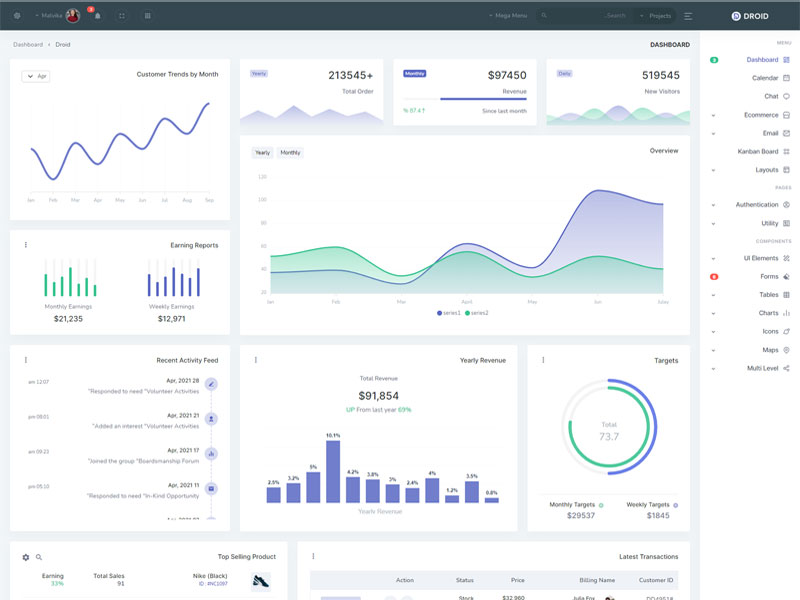 Malvika
3
Mega Menu
Search...
Projects
DROID
Dashboard
Droid
DASHBOARD
Apr
Customer Trends by Month
Jan Feb Mar Apr May Jun Jul Aug Sep
Yearly
213545+
Total Order
Monthly
$97450
Revenue
% 87.4
Since last month
Daily
519545
New Visitors
Yearly
Monthly
Overview
120
100
80
60
40
20
Jan Feb Mar April May Jun
series1 series2
Earning Reports
Monthly Earnings
$21,235
Weekly Earnings
$12,971
Recent Activity Feed
am 12:07
Apr, 2021 28
"Responded to need "Volunteer Activities
pm 08:01
Apr, 2021 21
"Added an interest "Volunteer Activities
am 09:23
Apr, 2021 17
"Joined the group "Boardsmanship Forum
pm 05:10
Apr, 2021 11
"Responded to need "In-Kind Opportunity
Yearly Revenue
Total Revenue
$91,854
UP From last year 69%
2.5% 3.2% 5% 10.1% 4.2% 3.8% 3% 2.4% 4% 1.2% 3.5% 0.8%
Yearly Revenue
Targets
Total
73.7
Monthly Targets
$29537
Weekly Targets
$1845
Top Selling Product
Earning
33%
Total Sales
91
Nike (Black)
ID: #NC1097
Latest Transactions
Action Status Price Billing Name Customer ID
Stock $32.960 Julia Fox
MENU
Dashboard
Calendar
Chat
Ecommerce
Email
Kanban Board
Layouts
PAGES
Authentication
Utility
COMPONENTS
UI Elements
Forms
Tables
Charts
Icons
Maps
Multi Level